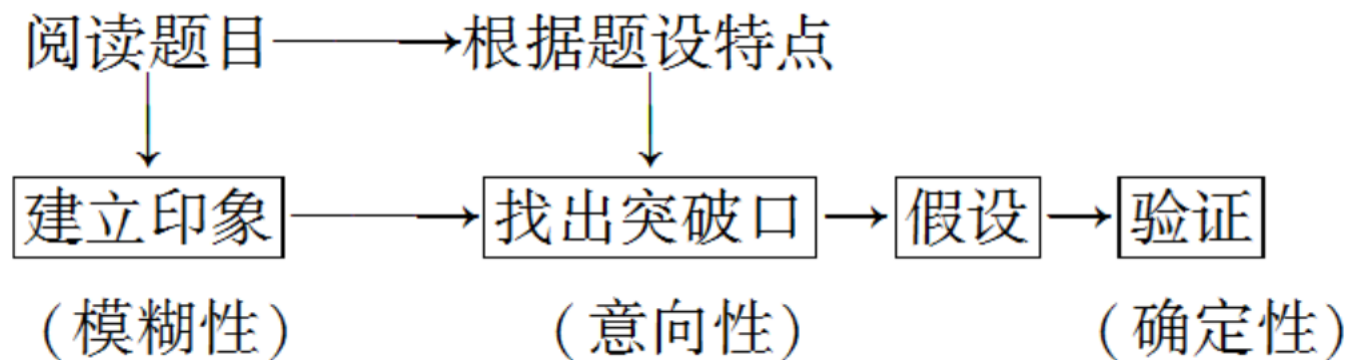 阅读题目 根据题设特点
建立印象 找出突破口 假设 验证
(模糊性) (意向性) (确定性)